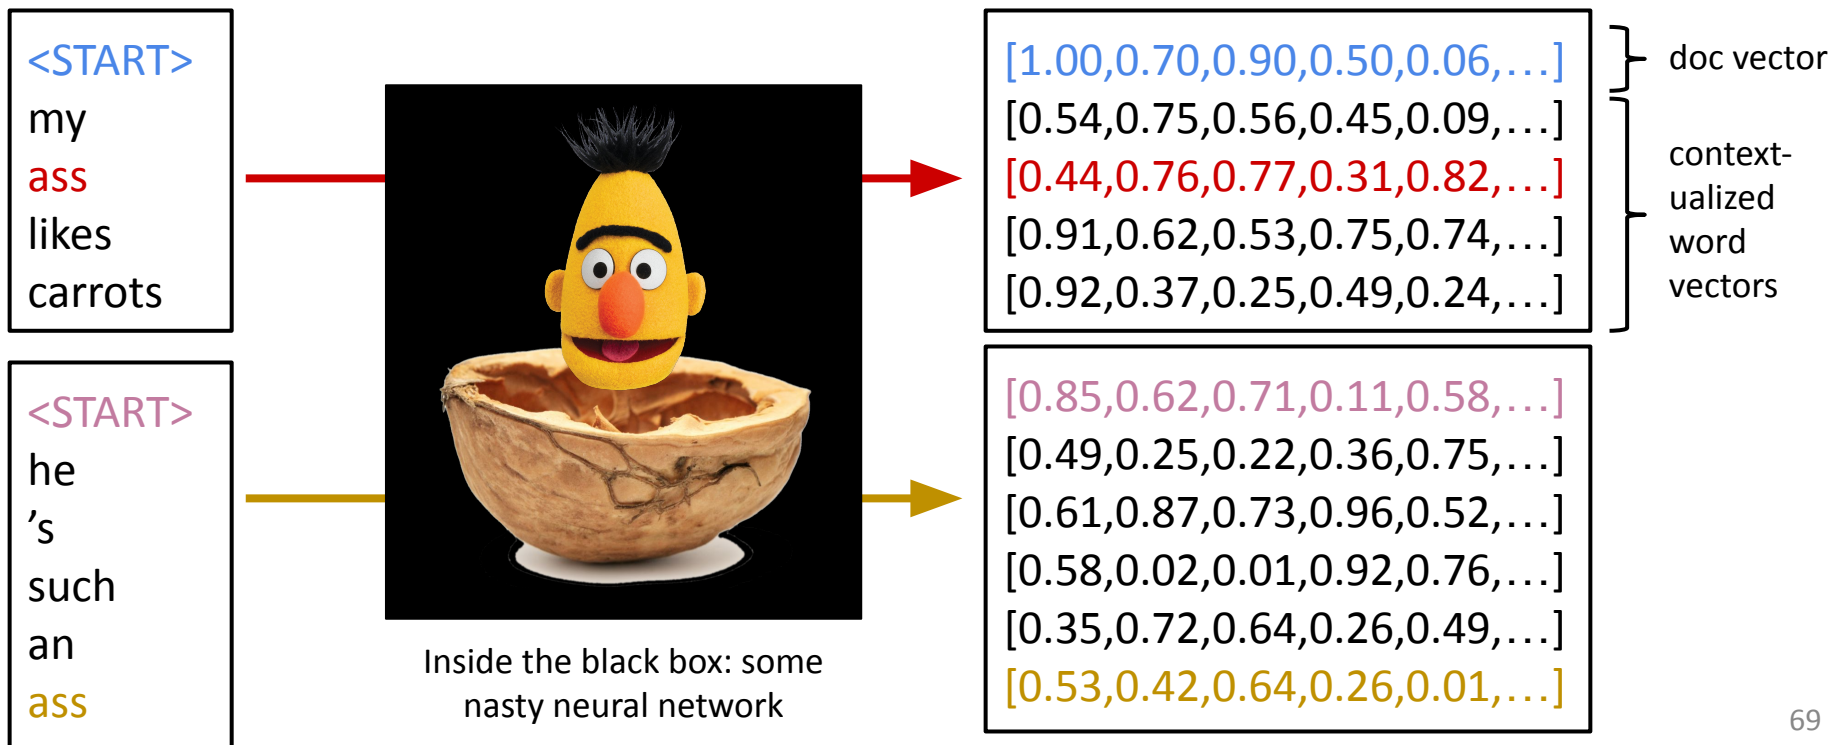 <START>
my
ass
likes
carrots
[1.00,0.70,0.90,0.50,0.06,…]
[0.54,0.75,0.56,0.45,0.09,…]
[0.44,0.76,0.77,0.31,0.82,…]
[0.91,0.62,0.53,0.75,0.74,…]
[0.92,0.37,0.25,0.49,0.24,…]
doc vector
context-
ualized
word
vectors
<START>
he
’s
such
an
ass
Inside the black box: some
nasty neural network
[0.85,0.62,0.71,0.11,0.58,…]
[0.49,0.25,0.22,0.36,0.75,…]
[0.61,0.87,0.73,0.96,0.52,…]
[0.58,0.02,0.01,0.92,0.76,…]
[0.35,0.72,0.64,0.26,0.49,…]
[0.53,0.42,0.64,0.26,0.01,…]
69